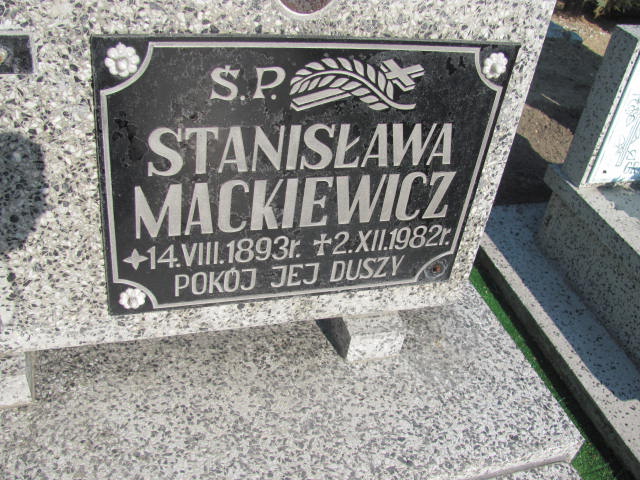 Ś.P.
STANISŁAWA
MACKIEWICZ
14.VIII.1893r. ✝2.XII.1982r.
POKÓJ JEJ DUSZY